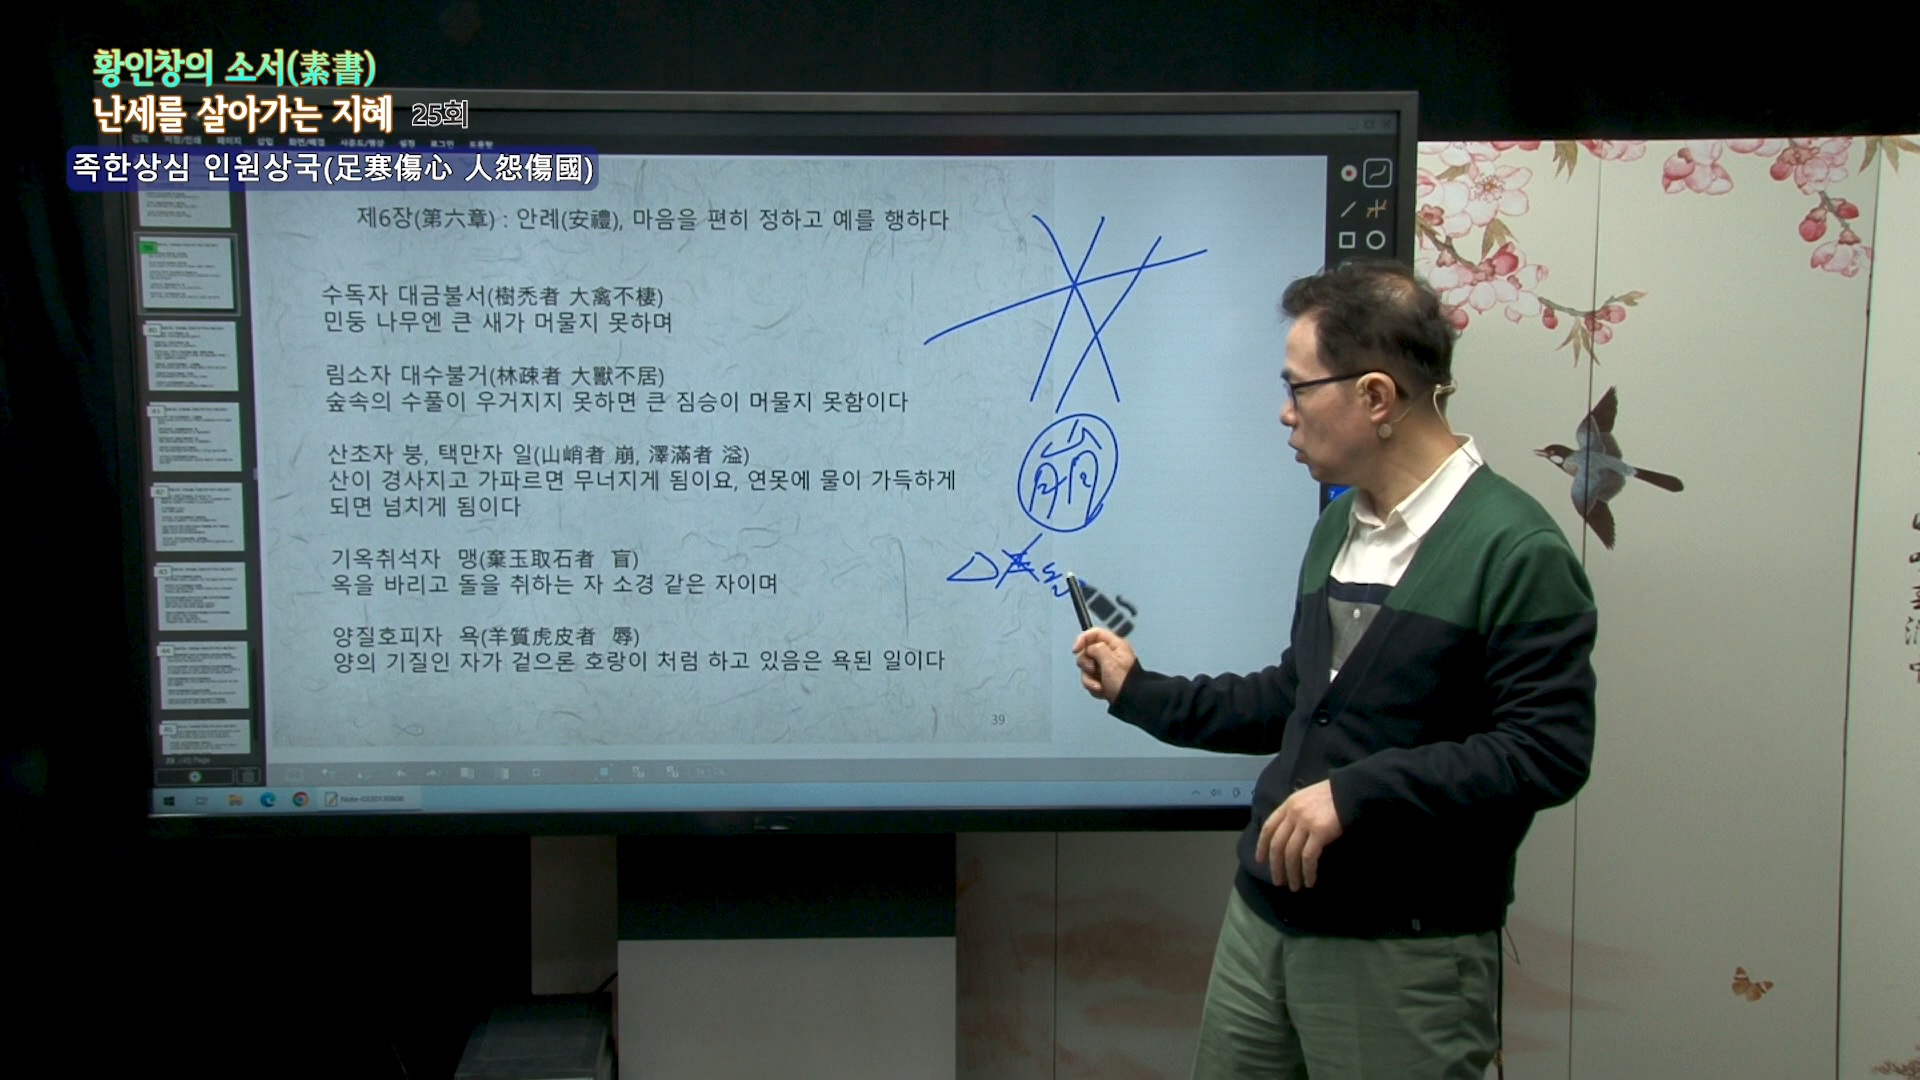 황인창의 소서(素書)
난세를 살아가는 지혜 25회
족한상심 인원상국(足寒傷心 人怨傷國)
제6장(第六章) : 안례(安禮), 마음을 편히 정하고 예를 행하다
수독자 대금불서(樹禿者 大禽不棲)
민둥 나무엔 큰 새가 머물지 못하며
림소자 대수불거(林疎者 大獸不居)
숲속의 수풀이 우거지지 못하면 큰 짐승이 머물지 못함이다
산초자 붕, 택만자 일(山峭者 崩, 澤滿者 溢)
산이 경사지고 가파르면 무너지게 됨이요, 연못에 물이 가득하게
되면 넘치게 됨이다
기옥취석자 맹(棄玉取石者 盲)
옥을 바리고 돌을 취하는 자 소경 같은 자이며
양질호피자 욕(羊質虎皮者 辱)
양의 기질인 자가 겉으론 호랑이 처럼 하고 있음은 욕된 일이다
39
崩